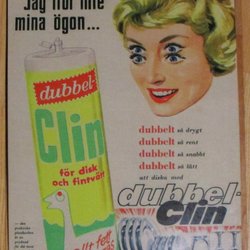 Jag tror inte
mina ögon...
dubbel-
Clin
för disk
och fintvätt
dubbelt så drygt
dubbelt så rent
dubbelt så snabbt
dubbelt så lätt
att diska med
dubbel-
Clin